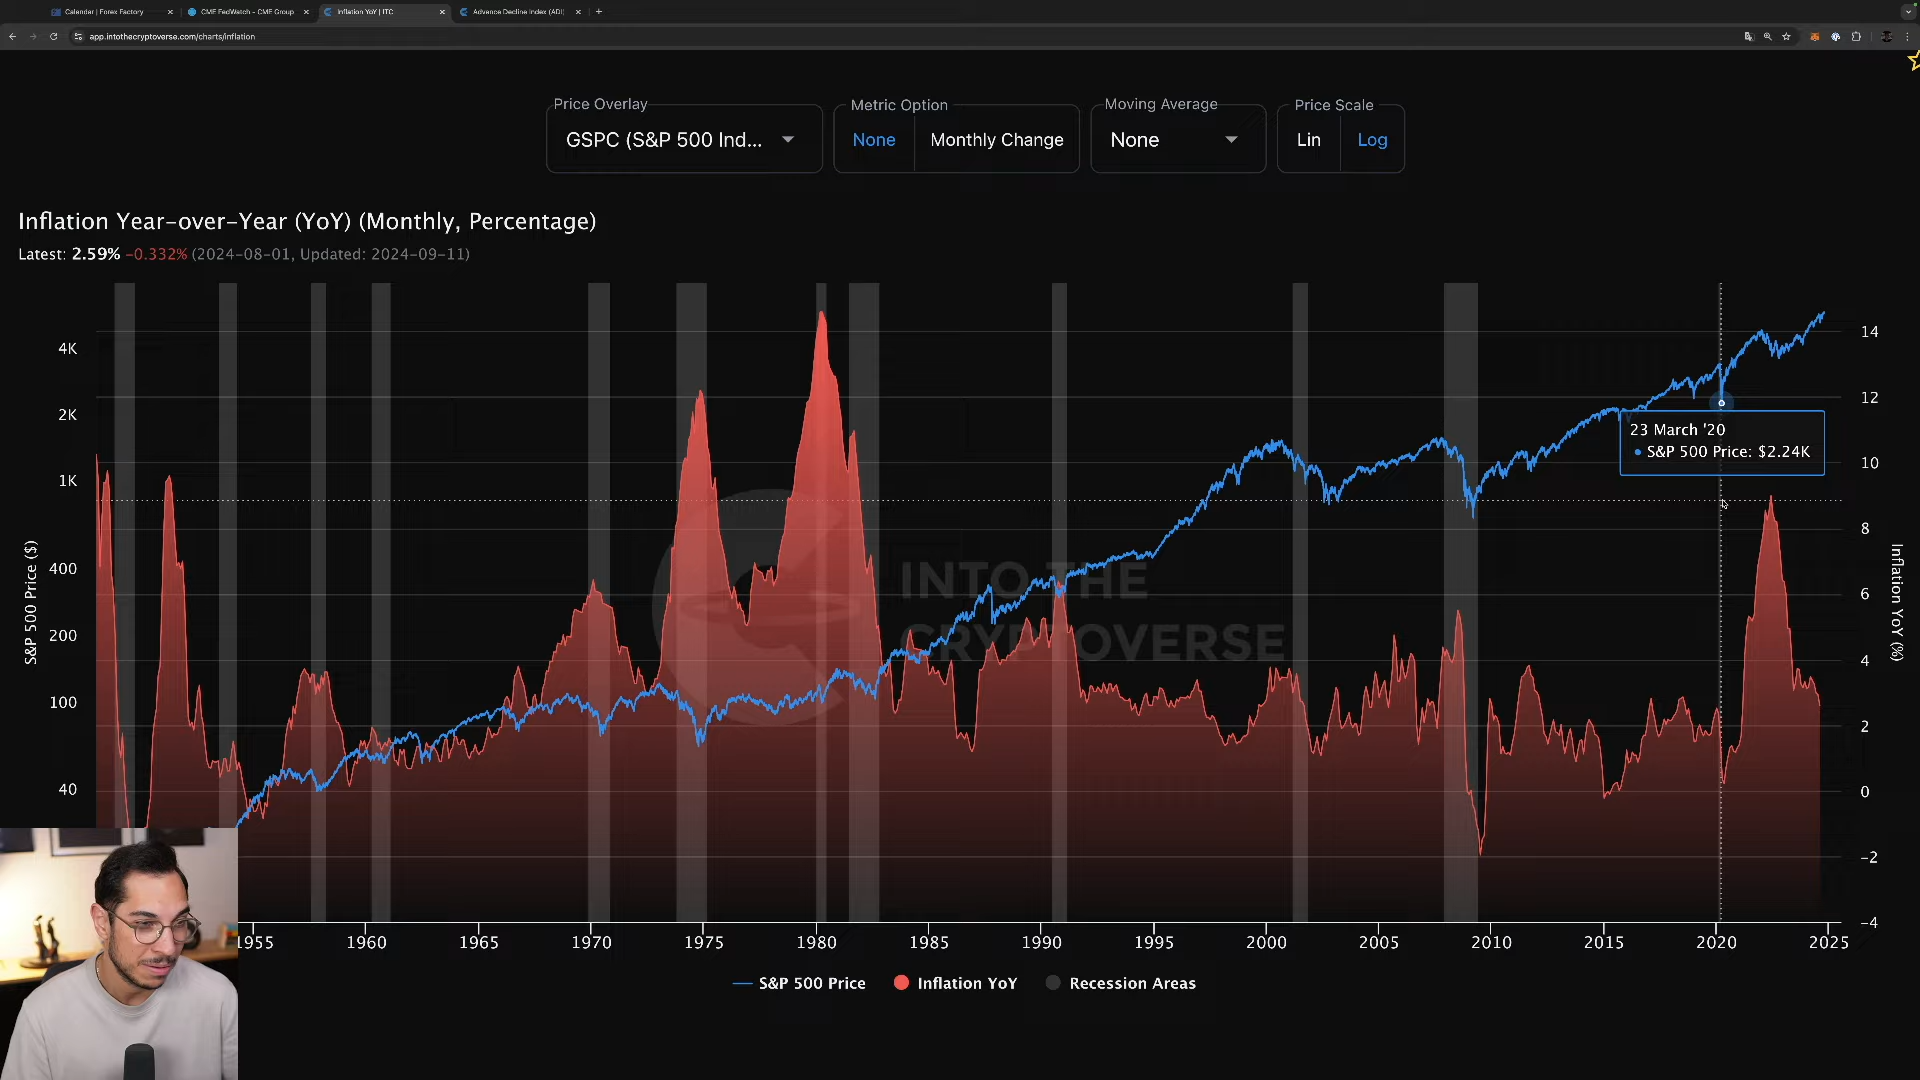 Calendar | Forex Factory
CME FedWatch - CME Group
Inflation YoY | ITC
Advance Decline Index (ADI)
app.intothecryptoverse.com/charts/inflation
Price Overlay
Metric Option
Moving Average
Price Scale
GSPC (S&P 500 Ind...
None
Monthly Change
None
Lin
Log
Inflation Year-over-Year (YoY) (Monthly, Percentage)
Latest: 2.59% -0.332% (2024-08-01, Updated: 2024-09-11)
4K
2K
1K
400
200
100
40
S&P 500 Price ($)
14
12
10
8
6
4
2
0
-2
-4
Inflation YoY (%)
23 March '20
S&P 500 Price: $2.24K
INTO THE
CRYPTOVERSE
1955
1960
1965
1970
1975
1980
1985
1990
1995
2000
2005
2010
2015
2020
2025
S&P 500 Price
Inflation YoY
Recession Areas